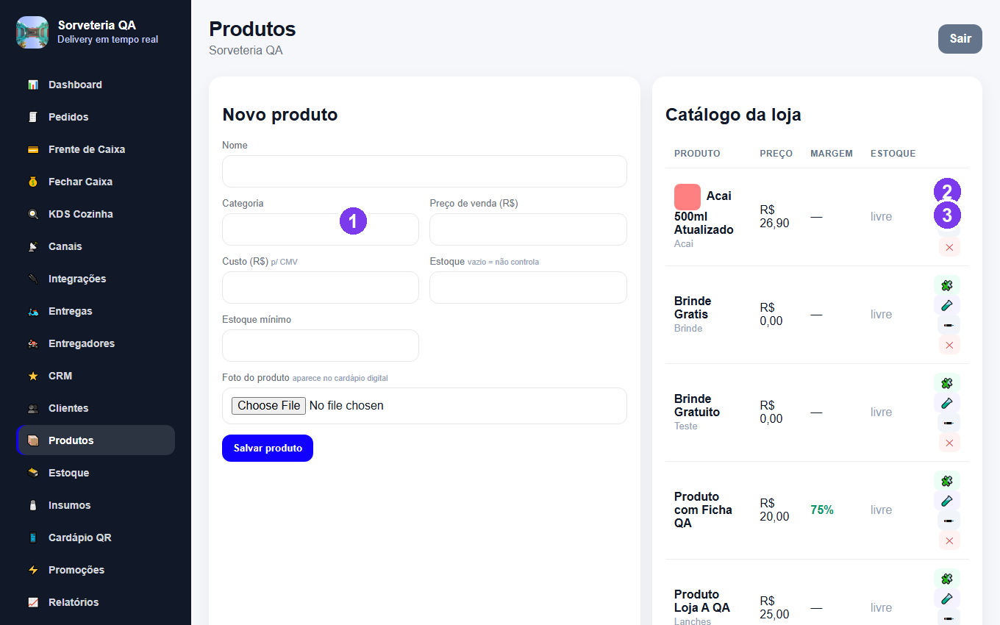 Sorveteria QA
Delivery em tempo real
Dashboard
Pedidos
Frente de Caixa
Fechar Caixa
KDS Cozinha
Canais
Integrações
Entregas
Entregadores
CRM
Clientes
Produtos
Estoque
Insumos
Cardápio QR
Promoções
Relatórios
Produtos
Sorveteria QA
Sair
Novo produto
Nome
Categoria
Preço de venda (R$)
1
Custo (R$) p/ CMV
Estoque vazio = não controla
Estoque mínimo
Foto do produto aparece no cardápio digital
Choose File No file chosen
Salvar produto
Catálogo da loja
PRODUTO PREÇO MARGEM ESTOQUE
Acai
500ml
Atualizado
Acai
R$
26,90
—
livre
2
3
Brinde
Gratis
Brinde
R$
0,00
—
livre
Brinde
Gratuito
Teste
R$
0,00
—
livre
Produto
com Ficha
QA
R$
20,00
75%
livre
Produto
Loja A QA
Lanches
R$
25,00
—
livre